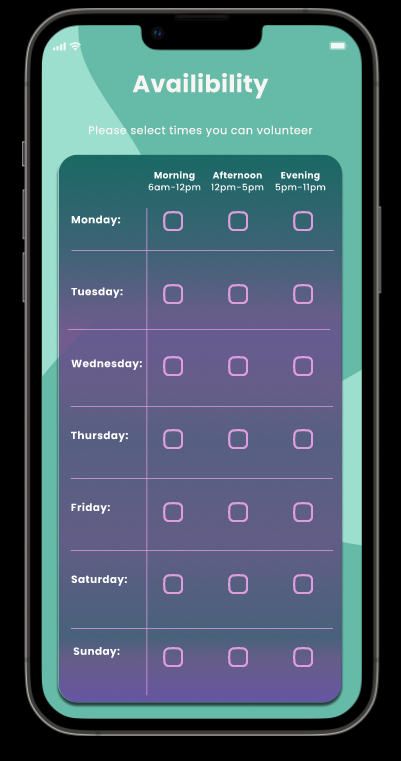 Availibility
Please select times you can volunteer
Morning Afternoon Evening
6am-12pm 12pm-5pm 5pm-11pm
Monday:
Tuesday:
Wednesday:
Thursday:
Friday:
Saturday:
Sunday: